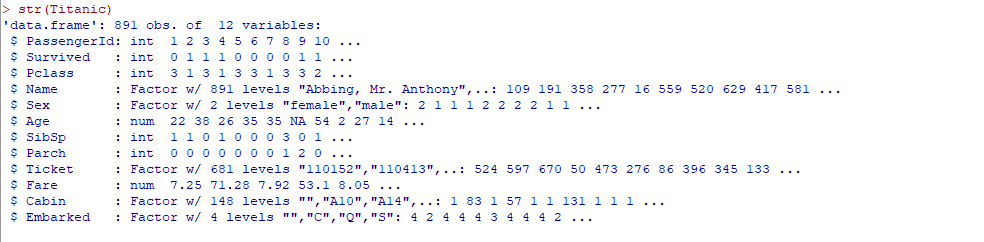 > str(Titanic)
'data.frame': 891 obs. of  12 variables:
 $ PassengerId: int  1 2 3 4 5 6 7 8 9 10 ...
 $ Survived   : int  0 1 1 1 0 0 0 0 1 1 ...
 $ Pclass     : int  3 1 3 1 3 3 1 3 3 2 ...
 $ Name       : Factor w/ 891 levels "Abbing, Mr. Anthony",..: 109 191 358 277 16 559 520 629 417 581 ...
 $ Sex        : Factor w/ 2 levels "female","male": 2 1 1 1 2 2 2 2 1 1 ...
 $ Age        : num  22 38 26 35 35 NA 54 2 27 14 ...
 $ SibSp      : int  1 1 0 1 0 0 0 3 0 1 ...
 $ Parch      : int  0 0 0 0 0 0 0 1 2 0 ...
 $ Ticket     : Factor w/ 681 levels "110152","110413",..: 524 597 670 50 473 276 86 396 345 133 ...
 $ Fare       : num  7.25 71.28 7.92 53.1 8.05 ...
 $ Cabin      : Factor w/ 148 levels "","A10","A14",..: 1 83 1 57 1 1 131 1 1 1 ...
 $ Embarked   : Factor w/ 4 levels "","C","Q","S": 4 2 4 4 4 3 4 4 4 2 ...